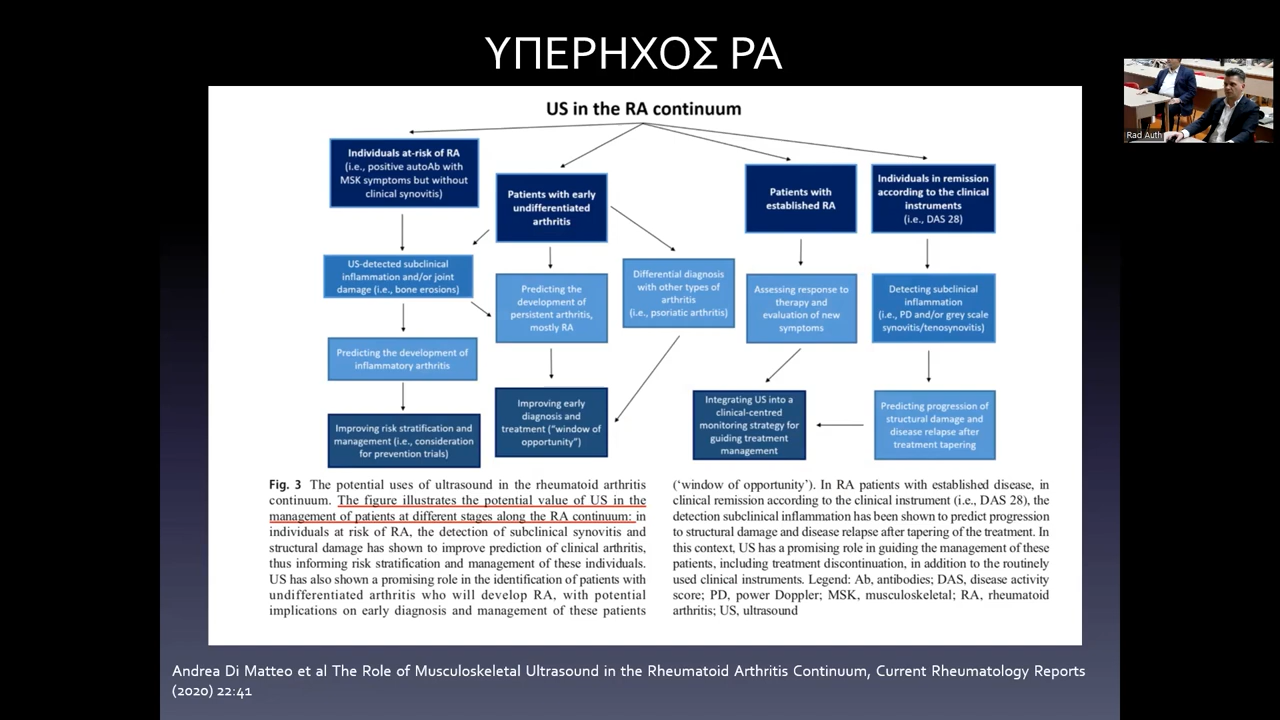 ΥΠΕΡΗΧΟΣ ΡΑ
Rad Auth
US in the RA continuum
Individuals at-risk of RA
(i.e., positive autoAb with
MSK symptoms but without
clinical synovitis)
Patients with early
undifferentiated
arthritis
Patients with
established RA
Individuals in remission
according to the clinical
instruments
(i.e., DAS 28)
US-detected subclinical
inflammation and/or joint
damage (i.e., bone erosions)
Predicting the
development of
persistent arthritis,
mostly RA
Differential diagnosis
with other types of
arthritis
(i.e., psoriatic arthritis)
Assessing response to
therapy and
evaluation of new
symptoms
Detecting subclinical
inflammation
(i.e., PD and/or grey scale
synovitis/tenosynovitis)
Predicting the development of
inflammatory arthritis
Improving risk stratification and
management (i.e., consideration
for prevention trials)
Improving early
diagnosis and
treatment (“window of
opportunity”)
Integrating US into a
clinical-centred
monitoring strategy for
guiding treatment
management
Predicting progression of
structural damage and
disease relapse after
treatment tapering
Fig. 3 The potential uses of ultrasound in the rheumatoid arthritis
continuum. The figure illustrates the potential value of US in the
management of patients at different stages along the RA continuum: in
individuals at risk of RA, the detection of subclinical synovitis and
structural damage has shown to improve prediction of clinical arthritis,
thus informing risk stratification and management of these individuals.
US has also shown a promising role in the identification of patients with
undifferentiated arthritis who will develop RA, with potential
implications on early diagnosis and management of these patients
(‘window of opportunity’). In RA patients with established disease, in
clinical remission according to the clinical instrument (i.e., DAS 28), the
detection subclinical inflammation has been shown to predict progression
to structural damage and disease relapse after tapering of the treatment. In
this context, US has a promising role in guiding the management of these
patients, including treatment discontinuation, in addition to the routinely
used clinical instruments. Legend: Ab, antibodies; DAS, disease activity
score; PD, power Doppler; MSK, musculoskeletal; RA, rheumatoid
arthritis; US, ultrasound
Andrea Di Matteo et al The Role of Musculoskeletal Ultrasound in the Rheumatoid Arthritis Continuum, Current Rheumatology Reports
(2020) 22:41